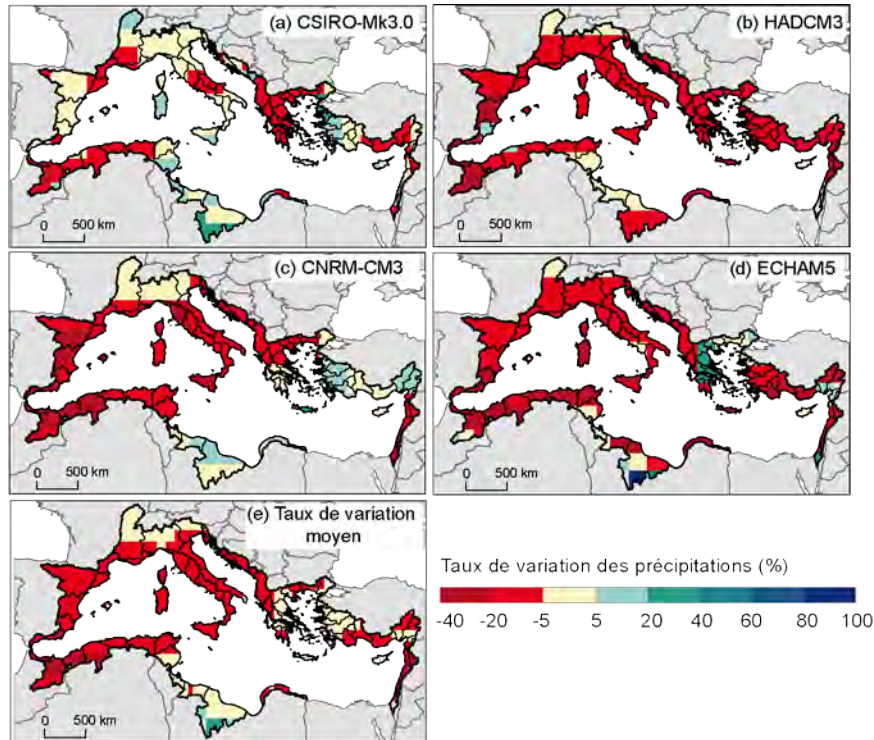 (a) CSIRO-Mk3.0
0 500 km
(b) HADCM3
0 500 km
(c) CNRM-CM3
0 500 km
(d) ECHAM5
0 500 km
(e) Taux de variation
moyen
0 500 km
Taux de variation des précipitations (%)
-40 -20 -5 5 20 40 60 80 100